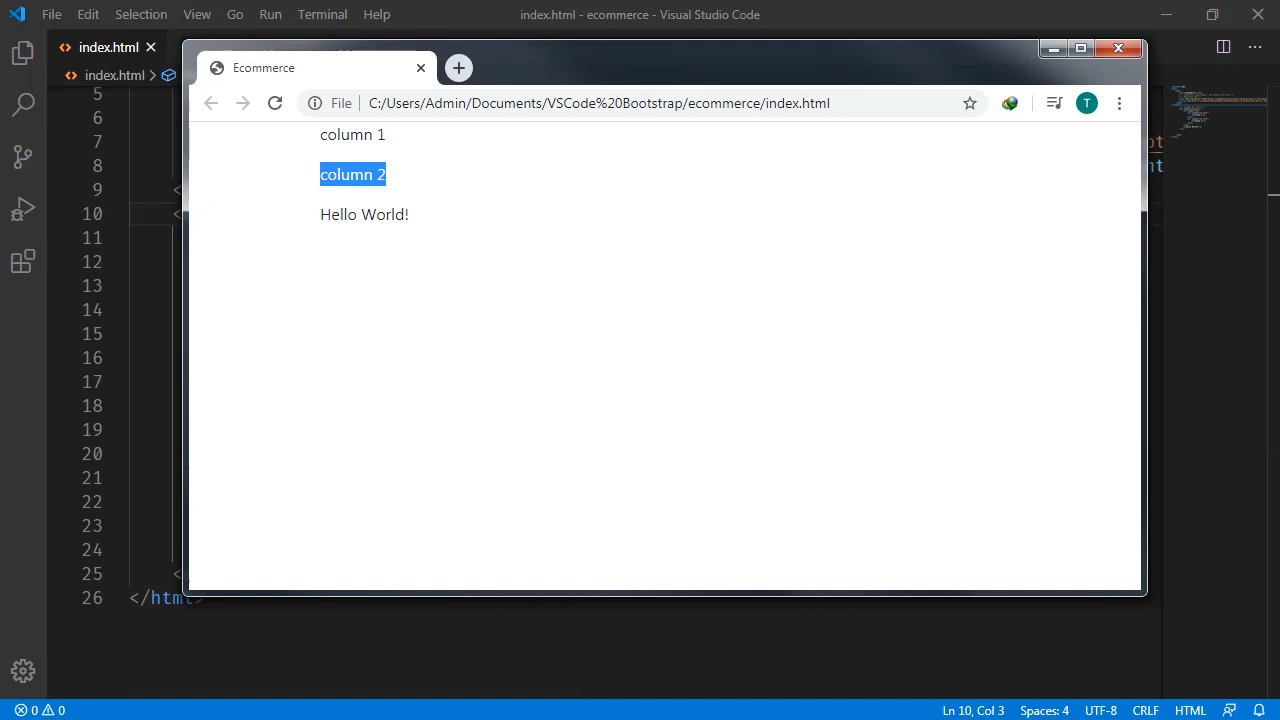 File Edit Selection View Go Run Terminal Help
index.html - ecommerce - Visual Studio Code
index.html
index.html
Ecommerce
File C:/Users/Admin/Documents/VSCode%20Bootstrap/ecommerce/index.html
T
column 1
column 2
Hello World!
5
6
7
pt
8
nt
9 <
10 <
11
12
13
14
15
16
17
18
19
20
21
22
23
24
25 <
26 </html>
0 0
Ln 10, Col 3 Spaces: 4 UTF-8 CRLF HTML